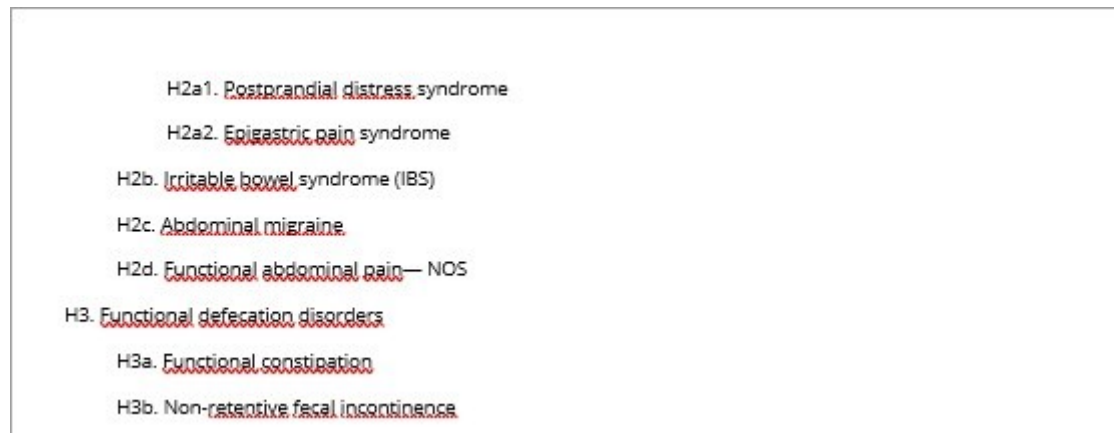 H2a1. Postprandial distress syndrome
H2a2. Epigastric pain syndrome
H2b. Irritable bowel syndrome (IBS)
H2c. Abdominal migraine
H2d. Functional abdominal pain— NOS
H3. Functional defecation disorders
H3a. Functional constipation
H3b. Non-retentive fecal incontinence